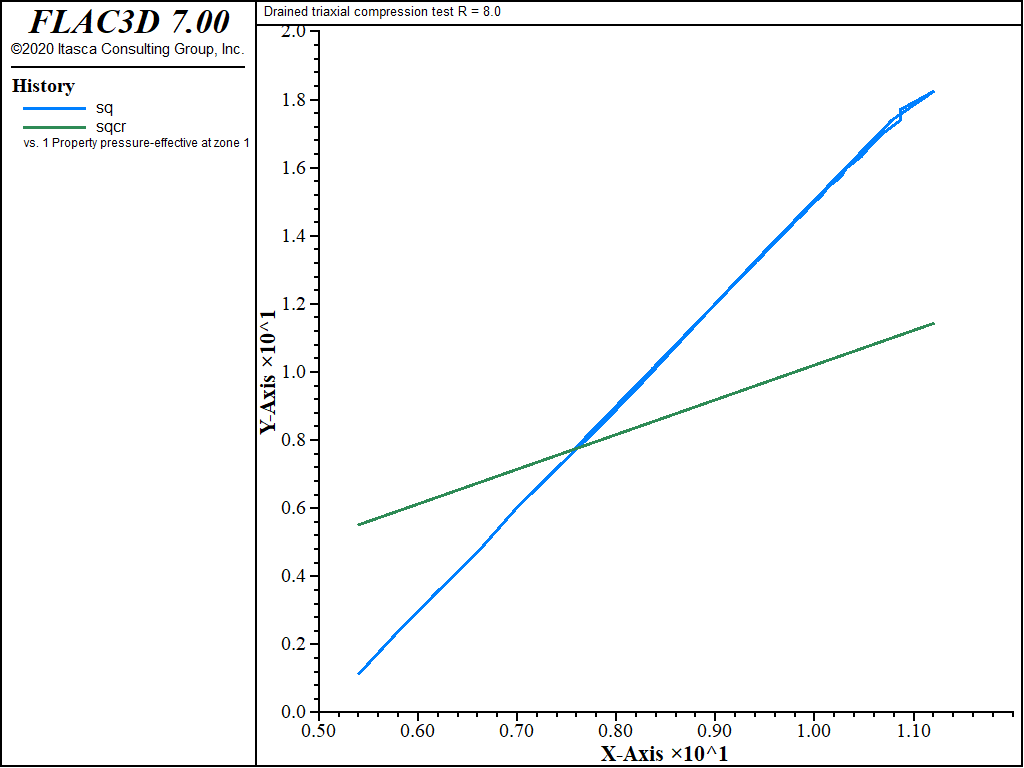 FLAC3D 7.00
©2020 Itasca Consulting Group, Inc.
History
sq
sqcr
vs. 1 Property pressure-effective at zone 1
Drained triaxial compression test R = 8.0
2.0
1.8
1.6
1.4
1.2
1.0
0.8
0.6
0.4
0.2
0.0
Y-Axis ×10^1
0.50 0.60 0.70 0.80 0.90 1.00 1.10
X-Axis ×10^1